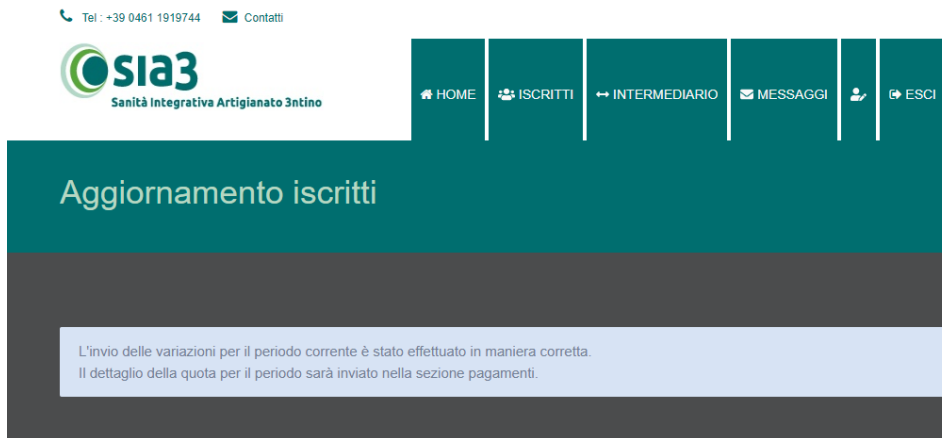 Tel : +39 0461 1919744 Contatti
sia3
Sanità Integrativa Artigianato 3ntino
HOME ISCRITTI INTERMEDIARIO MESSAGGI ESCI
Aggiornamento iscritti
L'invio delle variazioni per il periodo corrente è stato effettuato in maniera corretta.
Il dettaglio della quota per il periodo sarà inviato nella sezione pagamenti.